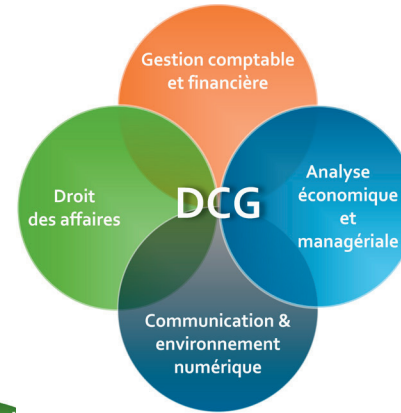 Gestion comptable
et financière
Droit
des affaires
DCG
Analyse
économique
et
managériale
Communication &
environnement
numérique